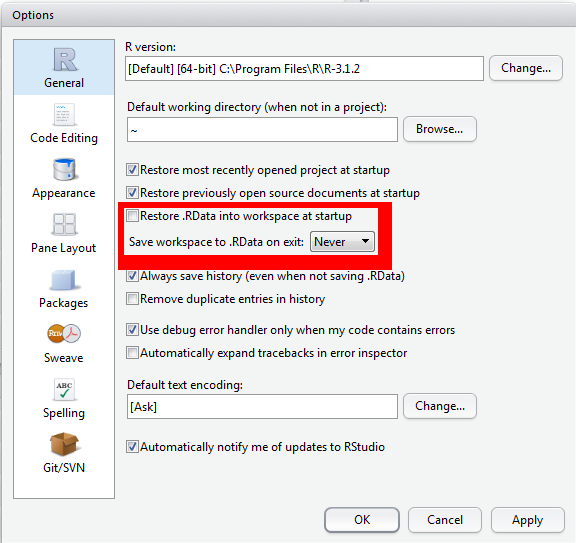 Options
R
General
Code Editing
Appearance
Pane Layout
Packages
Rnw
Sweave
ABC
Spelling
Git/SVN
R version:
[Default] [64-bit] C:\Program Files\R\R-3.1.2
Change...
Default working directory (when not in a project):
~
Browse...
Restore most recently opened project at startup
Restore previously open source documents at startup
Restore .RData into workspace at startup
Save workspace to .RData on exit: Never
Always save history (even when not saving .RData)
Remove duplicate entries in history
Use debug error handler only when my code contains errors
Automatically expand tracebacks in error inspector
Default text encoding:
[Ask]
Change...
Automatically notify me of updates to RStudio
OK
Cancel
Apply